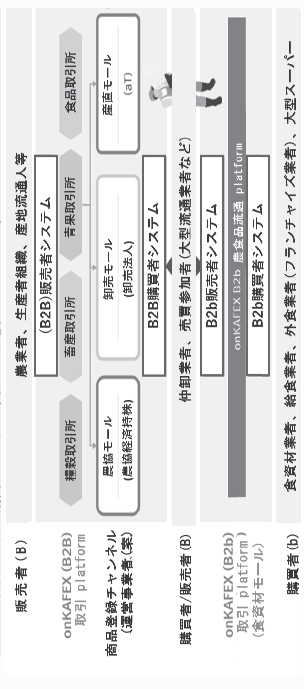 販売者(B)
農業者、生産者組織、産地流通人等
(B2B)販売者システム
onKAFEX(B2B)
取引 platform
糧穀取引所
畜産取引所
青果取引所
食品取引所
商品登録チャンネル
(運営事業者(案)
農協モール
(農協経済持株)
卸売モール
(卸売法人)
産直モール
(aT)
B2B購買者システム
購買者/販売者(B)
仲卸業者、売買参加者(大型流通業者など)
B2b販売者システム
onKAFEX(B2b)
取引 platform
(食資材モール)
onKAFEX B2b 農食品流通 platform
B2b購買者システム
購買者(b)
食資材業者、給食業者、外食業者(フランチャイズ業者)、大型スーパー